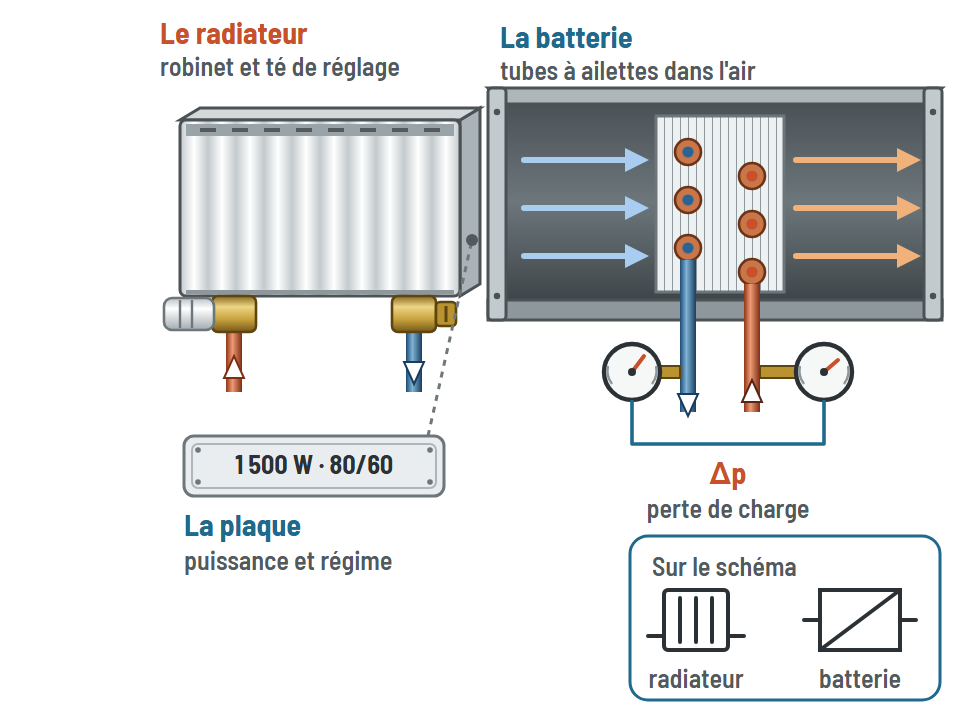 Le radiateur
robinet et té de réglage
La batterie
tubes à ailettes dans l'air
1 500 W · 80/60
La plaque
puissance et régime
Δp
perte de charge
Sur le schéma
radiateur
batterie